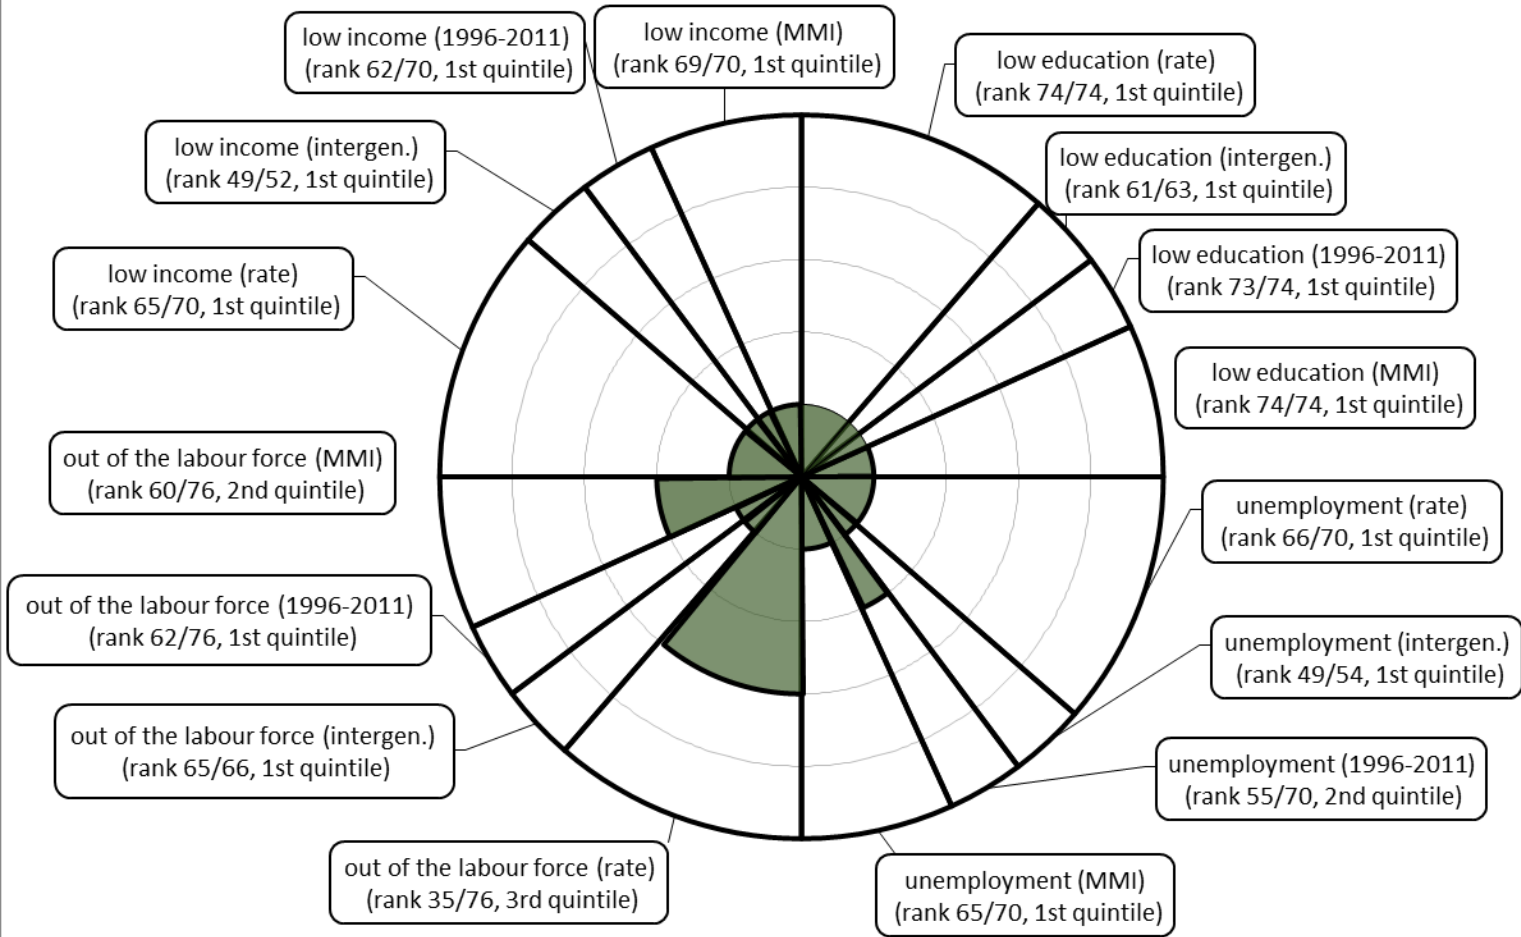 low income (1996-2011)
(rank 62/70, 1st quintile)
low income (MMI)
(rank 69/70, 1st quintile)
low education (rate)
(rank 74/74, 1st quintile)
low education (intergen.)
(rank 61/63, 1st quintile)
low education (1996-2011)
(rank 73/74, 1st quintile)
low education (MMI)
(rank 74/74, 1st quintile)
unemployment (rate)
(rank 66/70, 1st quintile)
unemployment (intergen.)
(rank 49/54, 1st quintile)
unemployment (1996-2011)
(rank 55/70, 2nd quintile)
unemployment (MMI)
(rank 65/70, 1st quintile)
out of the labour force (rate)
(rank 35/76, 3rd quintile)
out of the labour force (intergen.)
(rank 65/66, 1st quintile)
out of the labour force (1996-2011)
(rank 62/76, 1st quintile)
out of the labour force (MMI)
(rank 60/76, 2nd quintile)
low income (rate)
(rank 65/70, 1st quintile)
low income (intergen.)
(rank 49/52, 1st quintile)